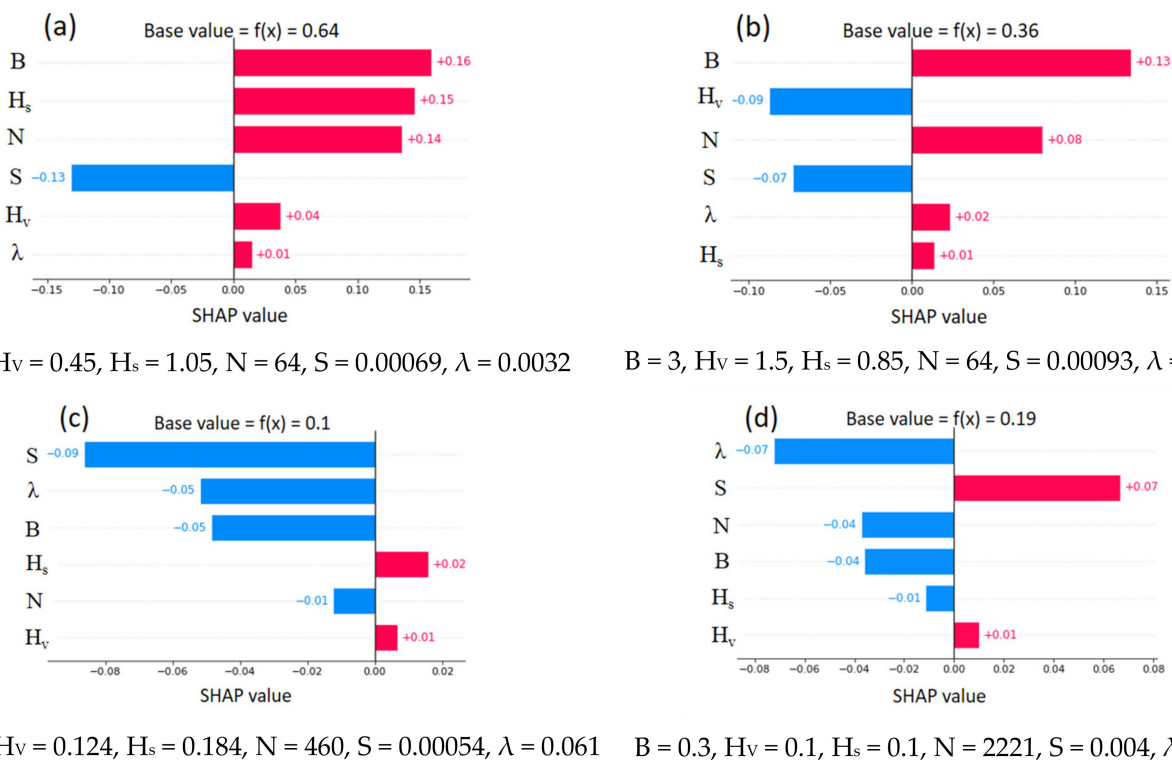 (a)
Base value = f(x) = 0.64
B
+0.16
Hs
+0.15
N
+0.14
S
−0.13
Hv
+0.04
λ
+0.01
−0.15 −0.10 −0.05 0.00 0.05 0.10 0.15
SHAP value
Hv = 0.45, Hs = 1.05, N = 64, S = 0.00069, λ = 0.0032
(b)
Base value = f(x) = 0.36
B
+0.13
Hv
−0.09
N
+0.08
S
−0.07
λ
+0.02
Hs
+0.01
−0.10 −0.05 0.00 0.05 0.10 0.15
SHAP value
B = 3, Hv = 1.5, Hs = 0.85, N = 64, S = 0.00093, λ =
(c)
Base value = f(x) = 0.1
S
−0.09
λ
−0.05
B
−0.05
Hs
+0.02
N
−0.01
Hv
+0.01
−0.08 −0.06 −0.04 −0.02 0.00 0.02
SHAP value
Hv = 0.124, Hs = 0.184, N = 460, S = 0.00054, λ = 0.061
(d)
Base value = f(x) = 0.19
λ
−0.07
S
+0.07
N
−0.04
B
−0.04
Hs
−0.01
Hv
+0.01
−0.08 −0.06 −0.04 −0.02 0.00 0.02 0.04 0.06 0.08
SHAP value
B = 0.3, Hv = 0.1, Hs = 0.1, N = 2221, S = 0.004, λ